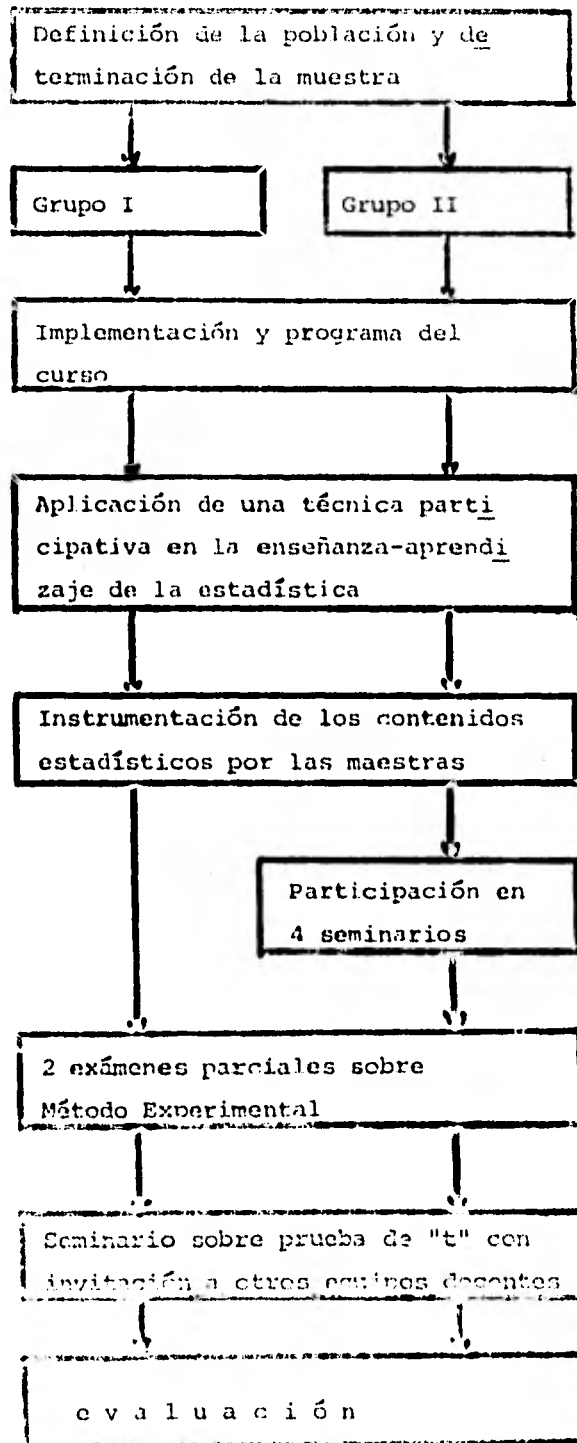 Definición de la población y de
terminación de la muestra
Grupo I
Grupo II
Implementación y programa del
curso
Aplicación de una técnica parti
cipativa en la enseñanza-aprendi
zaje de la estadística
Instrumentación de los contenidos
estadísticos por las maestras
Participación en
4 seminarios
2 exámenes parciales sobre
Método Experimental
Seminario sobre prueba de "t" con
invitación a otros equipos docentes
e v a l u a c i ó n